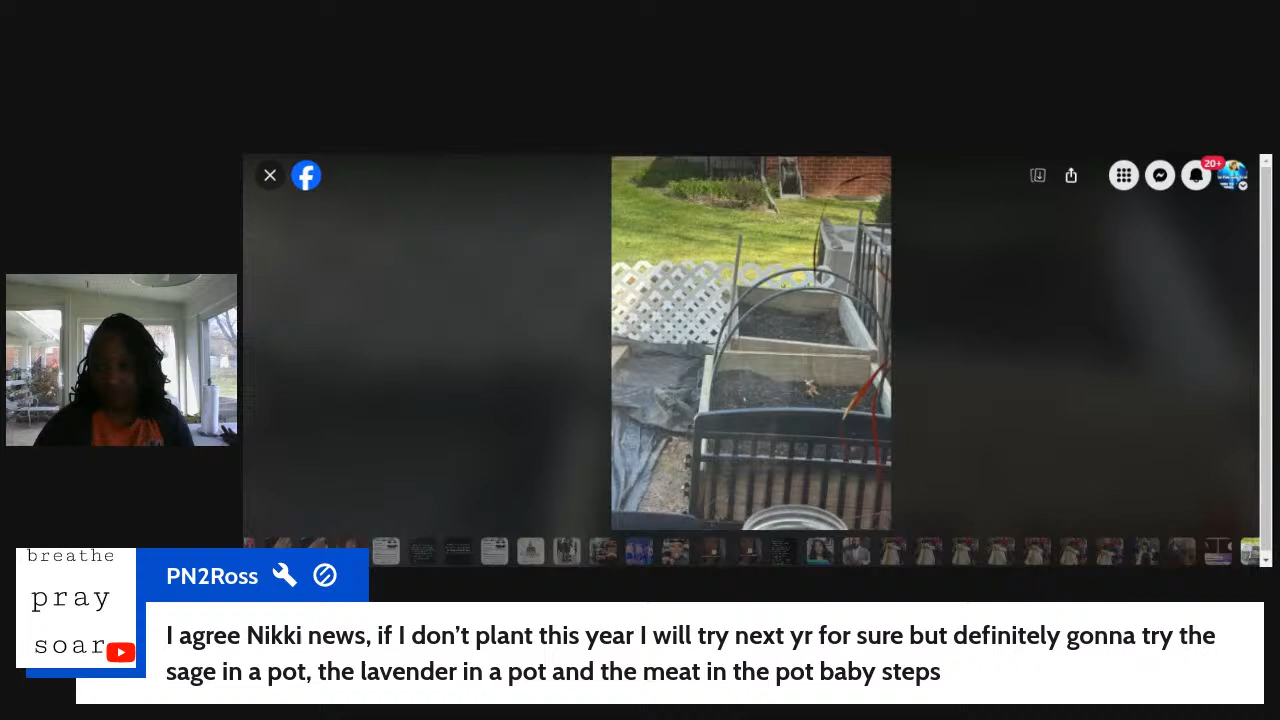 20+
breathe
pray
soar
PN2Ross
I agree Nikki news, if I don’t plant this year I will try next yr for sure but definitely gonna try the
sage in a pot, the lavender in a pot and the meat in the pot baby steps